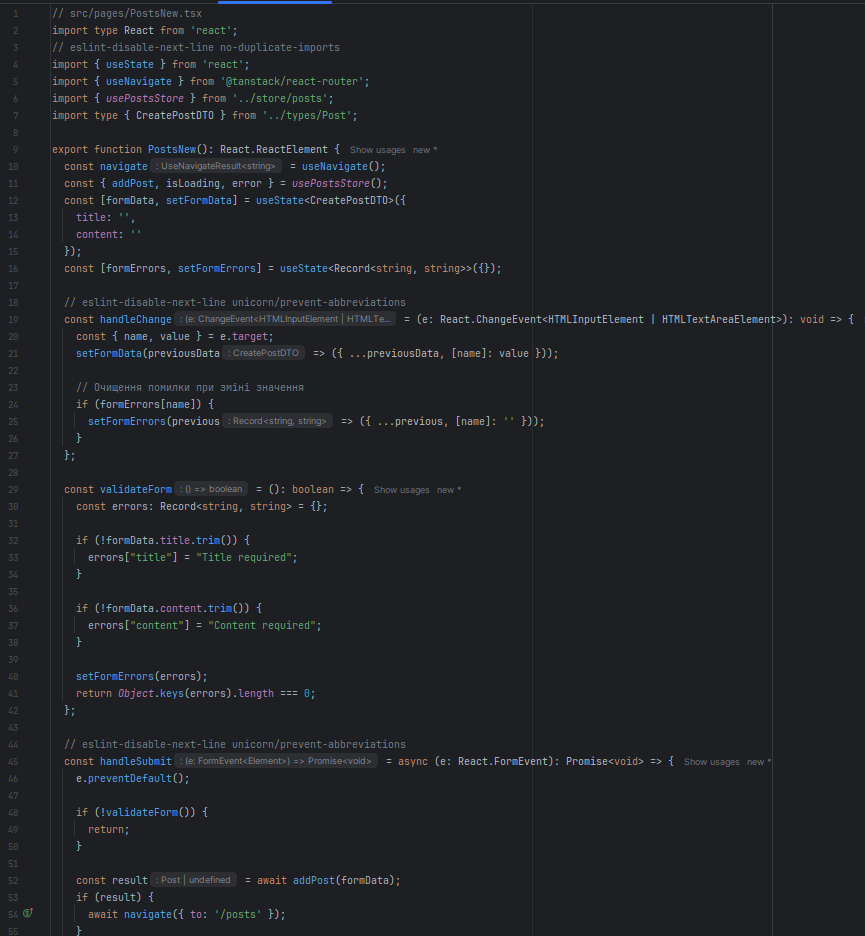 1 // src/pages/PostsNew.tsx
2 import type React from 'react';
3 // eslint-disable-next-line no-duplicate-imports
4 import { useState } from 'react';
5 import { useNavigate } from '@tanstack/react-router';
6 import { usePostsStore } from '../store/posts';
7 import type { CreatePostDTO } from '../types/Post';
8
9 export function PostsNew(): React.ReactElement { Show usages new *
10 const navigate : UseNavigateResult<string> = useNavigate();
11 const { addPost, isLoading, error } = usePostsStore();
12 const [formData, setFormData] = useState<CreatePostDTO>({
13 title: '',
14 content: ''
15 });
16 const [formErrors, setFormErrors] = useState<Record<string, string>>({});
17
18 // eslint-disable-next-line unicorn/prevent-abbreviations
19 const handleChange : (e: ChangeEvent<HTMLInputElement | HTMLTe... = (e: React.ChangeEvent<HTMLInputElement | HTMLTextAreaElement>): void => {
20 const { name, value } = e.target;
21 setFormData(previousData : CreatePostDTO => ({ ...previousData, [name]: value }));
22
23 // Очищення помилки при зміні значення
24 if (formErrors[name]) {
25 setFormErrors(previous : Record<string, string> => ({ ...previous, [name]: '' }));
26 }
27 };
28
29 const validateForm : () => boolean = (): boolean => { Show usages new *
30 const errors: Record<string, string> = {};
31
32 if (!formData.title.trim()) {
33 errors["title"] = "Title required";
34 }
35
36 if (!formData.content.trim()) {
37 errors["content"] = "Content required";
38 }
39
40 setFormErrors(errors);
41 return Object.keys(errors).length === 0;
42 };
43
44 // eslint-disable-next-line unicorn/prevent-abbreviations
45 const handleSubmit : (e: FormEvent<Element>) => Promise<void> = async (e: React.FormEvent): Promise<void> => { Show usages new *
46 e.preventDefault();
47
48 if (!validateForm()) {
49 return;
50 }
51
52 const result : Post | undefined = await addPost(formData);
53 if (result) {
54 await navigate({ to: '/posts' });
55 }